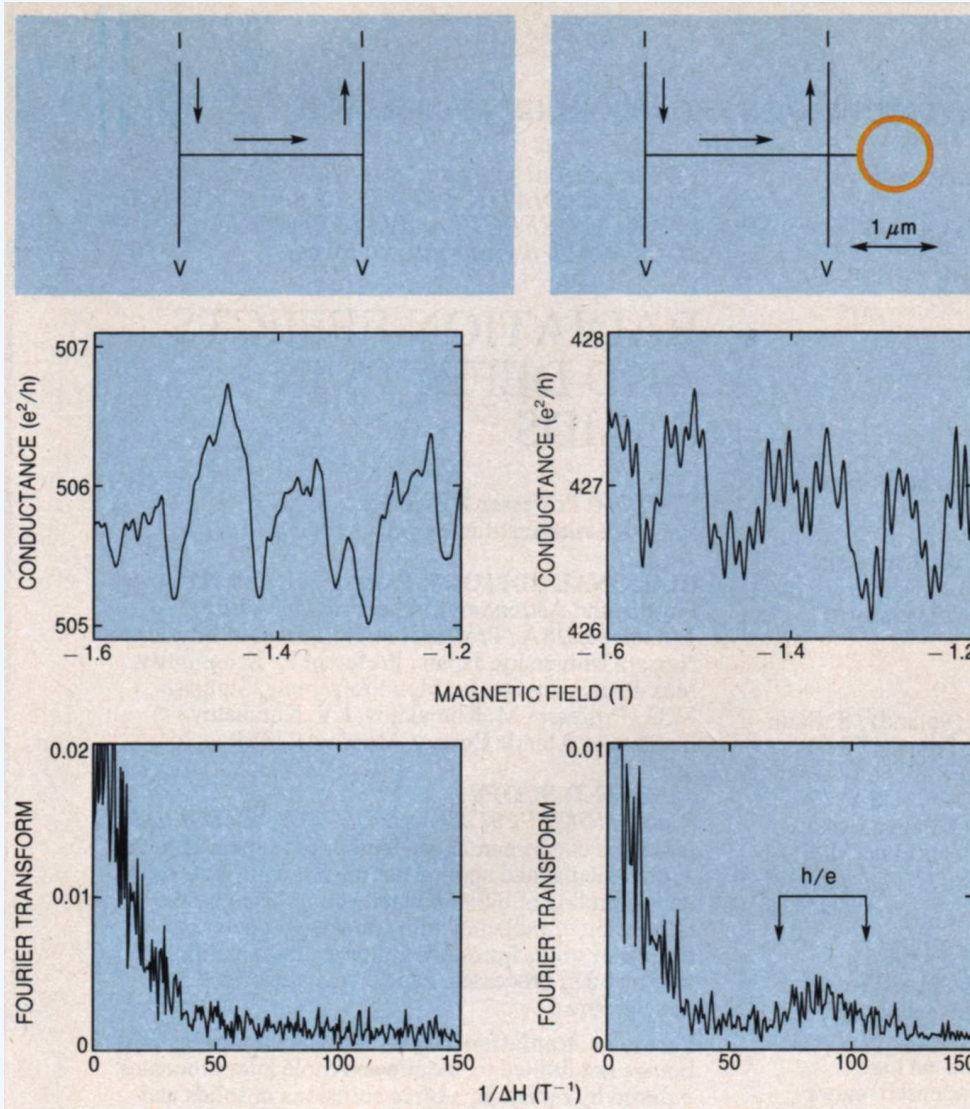 I I
V V
I I
V V
1 μm
507
506
505
−1.6 −1.4 −1.2
CONDUCTANCE (e²/h)
428
427
426
−1.6 −1.4 −1.2
CONDUCTANCE (e²/h)
MAGNETIC FIELD (T)
0.02
0.01
0
0 50 100 150
FOURIER TRANSFORM
0.01
0
0 50 100 150
FOURIER TRANSFORM
h/e
1/ΔH (T⁻¹)